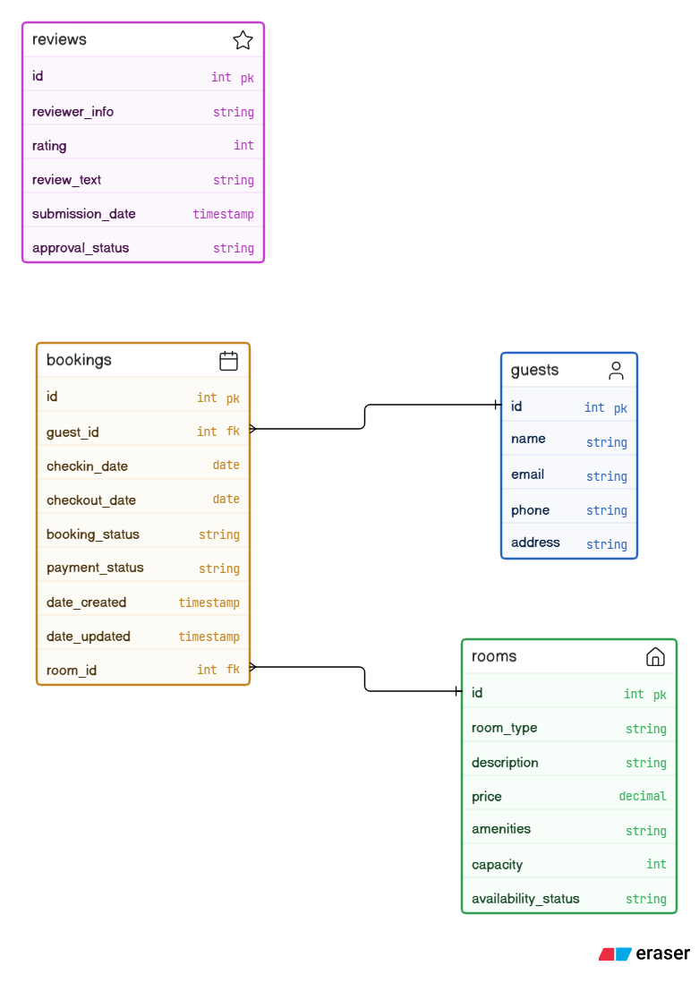 reviews
id int pk
reviewer_info string
rating int
review_text string
submission_date timestamp
approval_status string
bookings
id int pk
guest_id int fk
checkin_date date
checkout_date date
booking_status string
payment_status string
date_created timestamp
date_updated timestamp
room_id int fk
guests
id int pk
name string
email string
phone string
address string
rooms
id int pk
room_type string
description string
price decimal
amenities string
capacity int
availability_status string
eraser